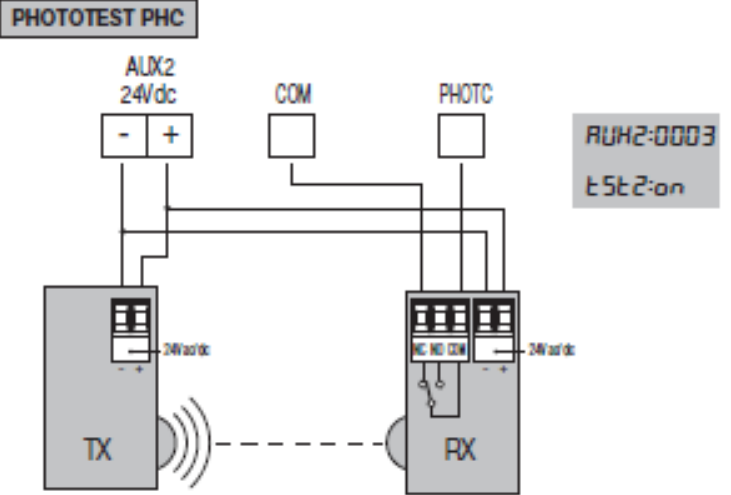 PHOTOTEST PHC
AUX2
24Vdc
COM
PHOTC
- +
AUX2:0003
tSt2:on
24Vac/dc
- +
NC NO COM
24Vac/dc
- +
TX
RX